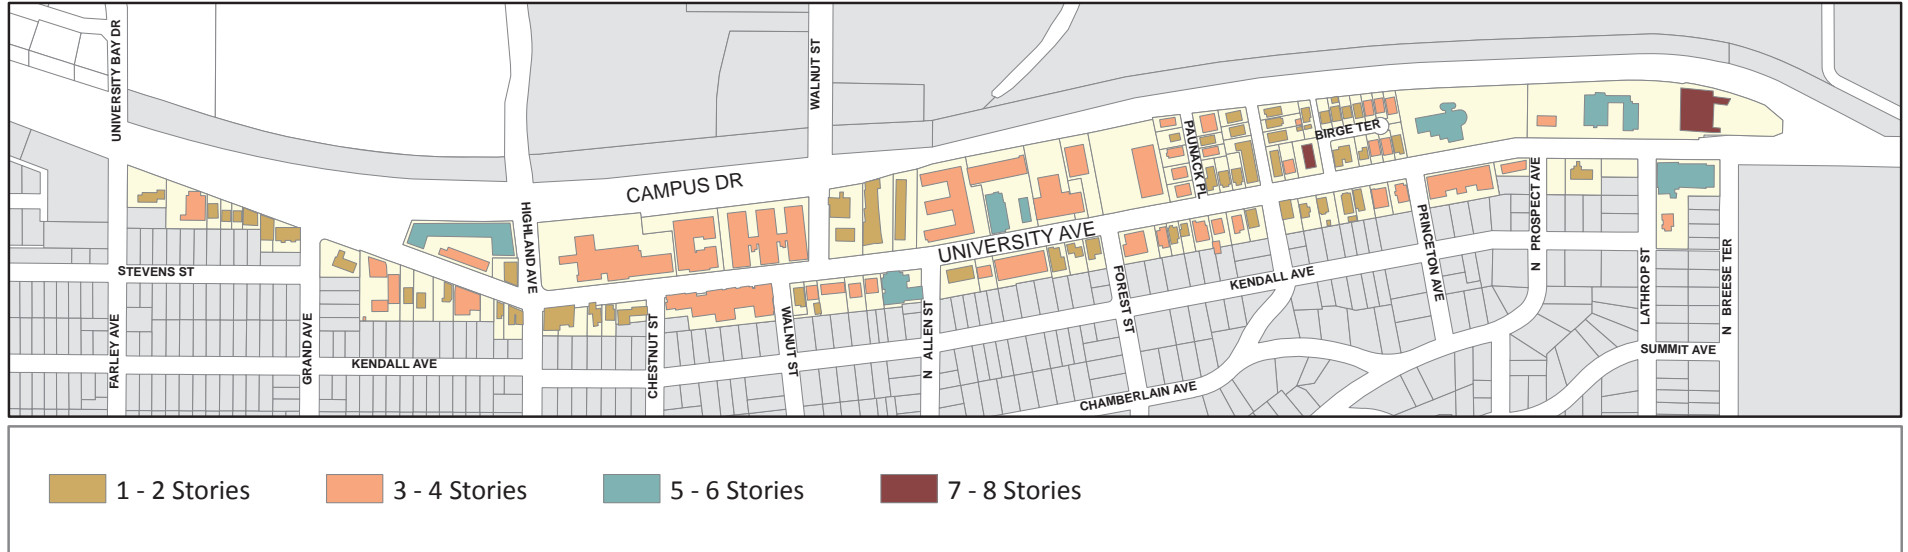 UNIVERSITY BAY DR
WALNUT ST
CAMPUS DR
PAUNACK PL
BIRGE TER
HIGHLAND AVE
UNIVERSITY AVE
STEVENS ST
FOREST ST
KENDALL AVE
PRINCETON AVE
N PROSPECT AVE
LATHROP ST
N BREESE TER
FARLEY AVE
GRAND AVE
KENDALL AVE
CHESTNUT ST
WALNUT ST
N ALLEN ST
CHAMBERLAIN AVE
SUMMIT AVE
1 - 2 Stories
3 - 4 Stories
5 - 6 Stories
7 - 8 Stories